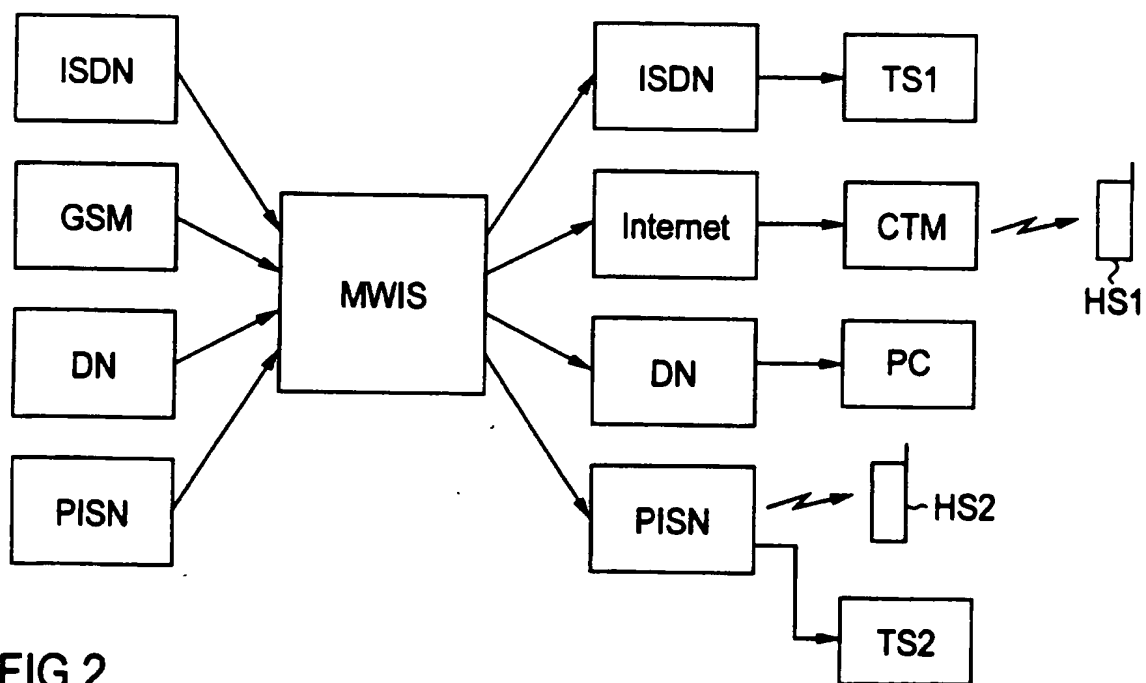 ISDN
ISDN
TS1
GSM
Internet
CTM
HS1
MWIS
DN
DN
PC
PISN
PISN
HS2
TS2
FIG 2